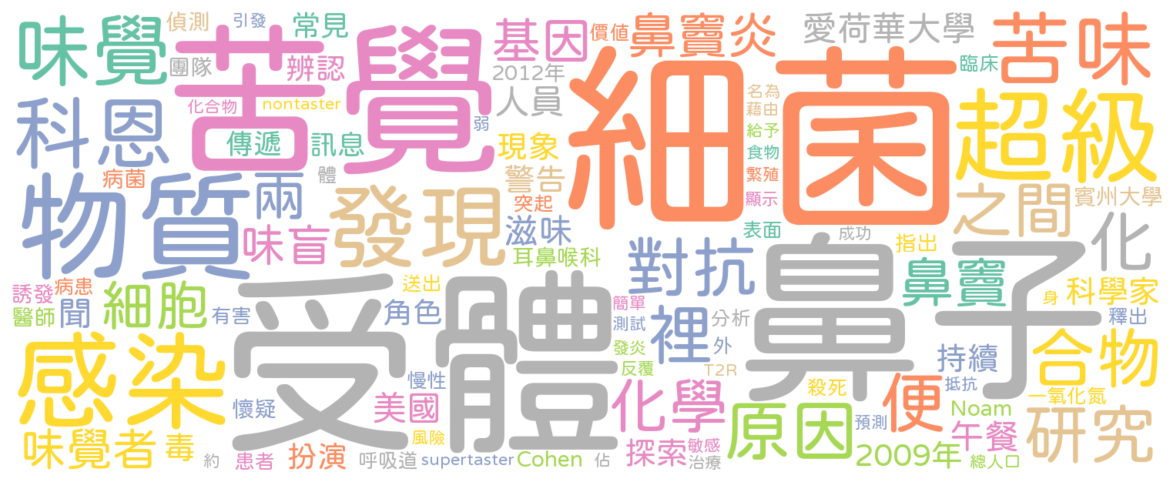 味覺
偵測
引發
常見
基因
價值
鼻竇炎
愛荷華大學
苦味
團隊
辨認
苦覺
細菌
2012年
臨床
化合物
nontaster
人員
名為
藉由
超級
科恩
弱
傳遞
訊息
現象
給予
食物
病菌
體
警告
繁殖
兩
突起
顯示
之間
賓州大學
物質
發現
滋味
味盲
表面
成功
指出
化
耳鼻喉科
對抗
鼻子
鼻竇
誘發
病患
送出
受體
細胞
角色
簡單
身
科學家
醫師
聞
有害
測試
裡
分析
外
釋出
感染
發炎
持續
合物
慢性
反覆
T2R
抵抗
一氧化氮
懷疑
美國
化學
殺死
便
原因
預測
Noam
研究
味覺者
毒
風險
午餐
約
患者
扮演
呼吸道
supertaster
Cohen
佔
探索
敏感
治療
2009年
總人口